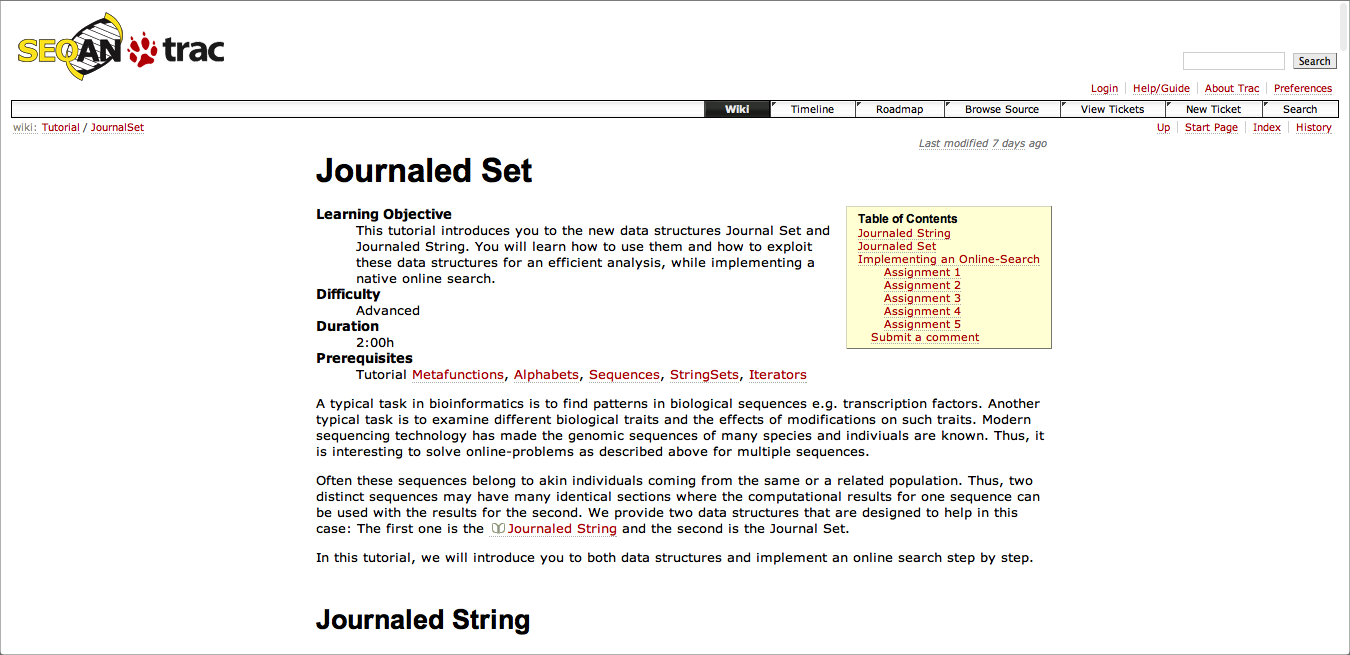 SEQAN trac
Search
Login Help/Guide About Trac Preferences
Wiki Timeline Roadmap Browse Source View Tickets New Ticket Search
wiki: Tutorial / JournalSet
Up Start Page Index History
Last modified 7 days ago
Journaled Set
Learning Objective
This tutorial introduces you to the new data structures Journal Set and
Journaled String. You will learn how to use them and how to exploit
these data structures for an efficient analysis, while implementing a
native online search.
Difficulty
Advanced
Duration
2:00h
Prerequisites
Tutorial Metafunctions, Alphabets, Sequences, StringSets, Iterators
Table of Contents
Journaled String
Journaled Set
Implementing an Online-Search
Assignment 1
Assignment 2
Assignment 3
Assignment 4
Assignment 5
Submit a comment
A typical task in bioinformatics is to find patterns in biological sequences e.g. transcription factors. Another
typical task is to examine different biological traits and the effects of modifications on such traits. Modern
sequencing technology has made the genomic sequences of many species and indiviuals are known. Thus, it
is interesting to solve online-problems as described above for multiple sequences.
Often these sequences belong to akin individuals coming from the same or a related population. Thus, two
distinct sequences may have many identical sections where the computational results for one sequence can
be used with the results for the second. We provide two data structures that are designed to help in this
case: The first one is the Journaled String and the second is the Journal Set.
In this tutorial, we will introduce you to both data structures and implement an online search step by step.
Journaled String